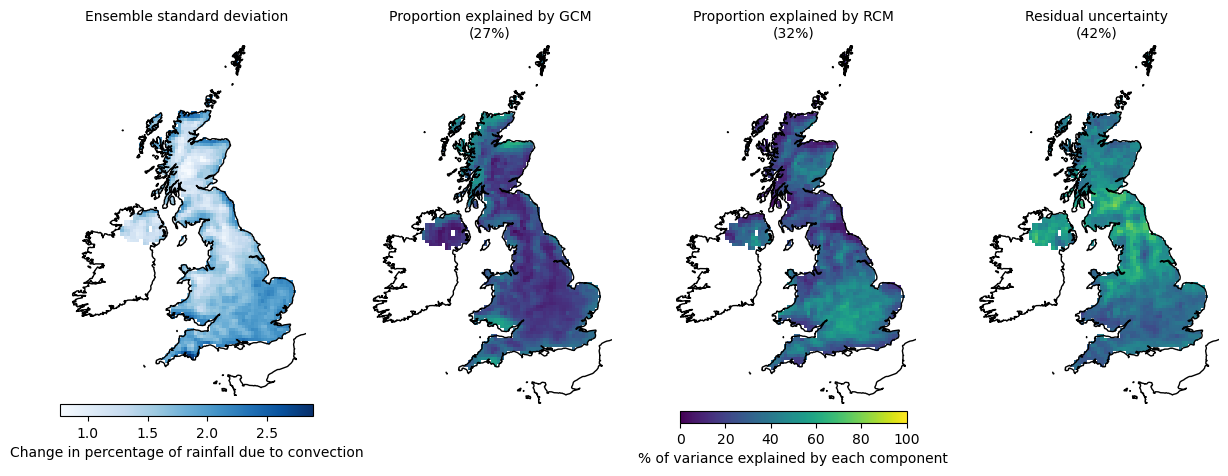 Ensemble standard deviation
Proportion explained by GCM
(27%)
Proportion explained by RCM
(32%)
Residual uncertainty
(42%)
1.0 1.5 2.0 2.5
Change in percentage of rainfall due to convection
0 20 40 60 80 100
% of variance explained by each component